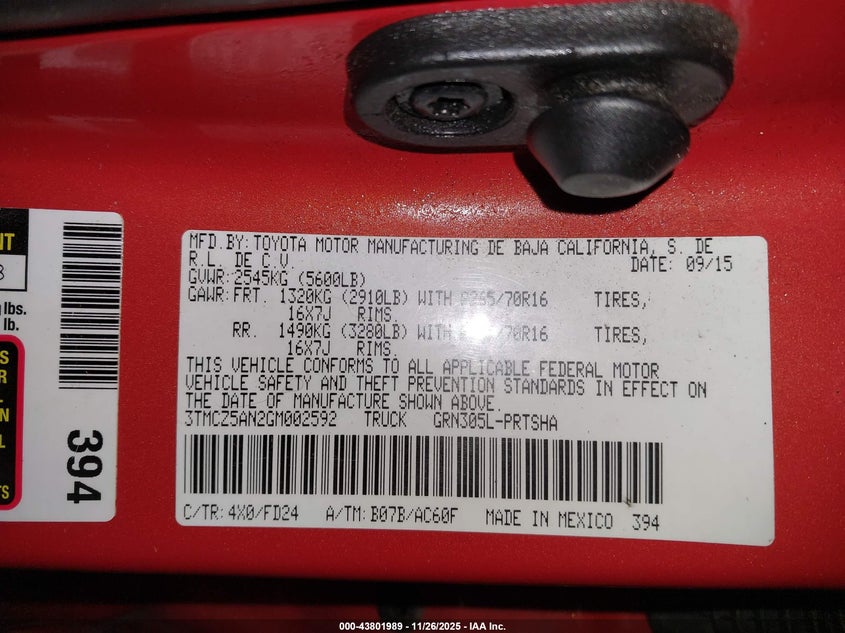 MFD.BY: TOYOTA MOTOR MANUFACTURING DE BAJA CALIFORNIA, S. DE
R.L. DE C.V. DATE: 09/15
GVWR: 2545KG (5600LB)
GAWR: FRT. 1320KG (2910LB) WITH P265/70R16 TIRES,
16X7J RIMS.
RR. 1490KG (3280LB) WITH /70R16 TIRES,
16X7J RIMS.
THIS VEHICLE CONFORMS TO ALL APPLICABLE FEDERAL MOTOR
VEHICLE SAFETY AND THEFT PREVENTION STANDARDS IN EFFECT ON
THE DATE OF MANUFACTURE SHOWN ABOVE.
3TMCZ5AN2GM002592 TRUCK GRN305L-PRTSHA
C/TR: 4X0/FD24 A/TM: B07B/AC60F MADE IN MEXICO 394
394
lbs.
lb.
000-43801989 - 11/26/2025 - IAA Inc.